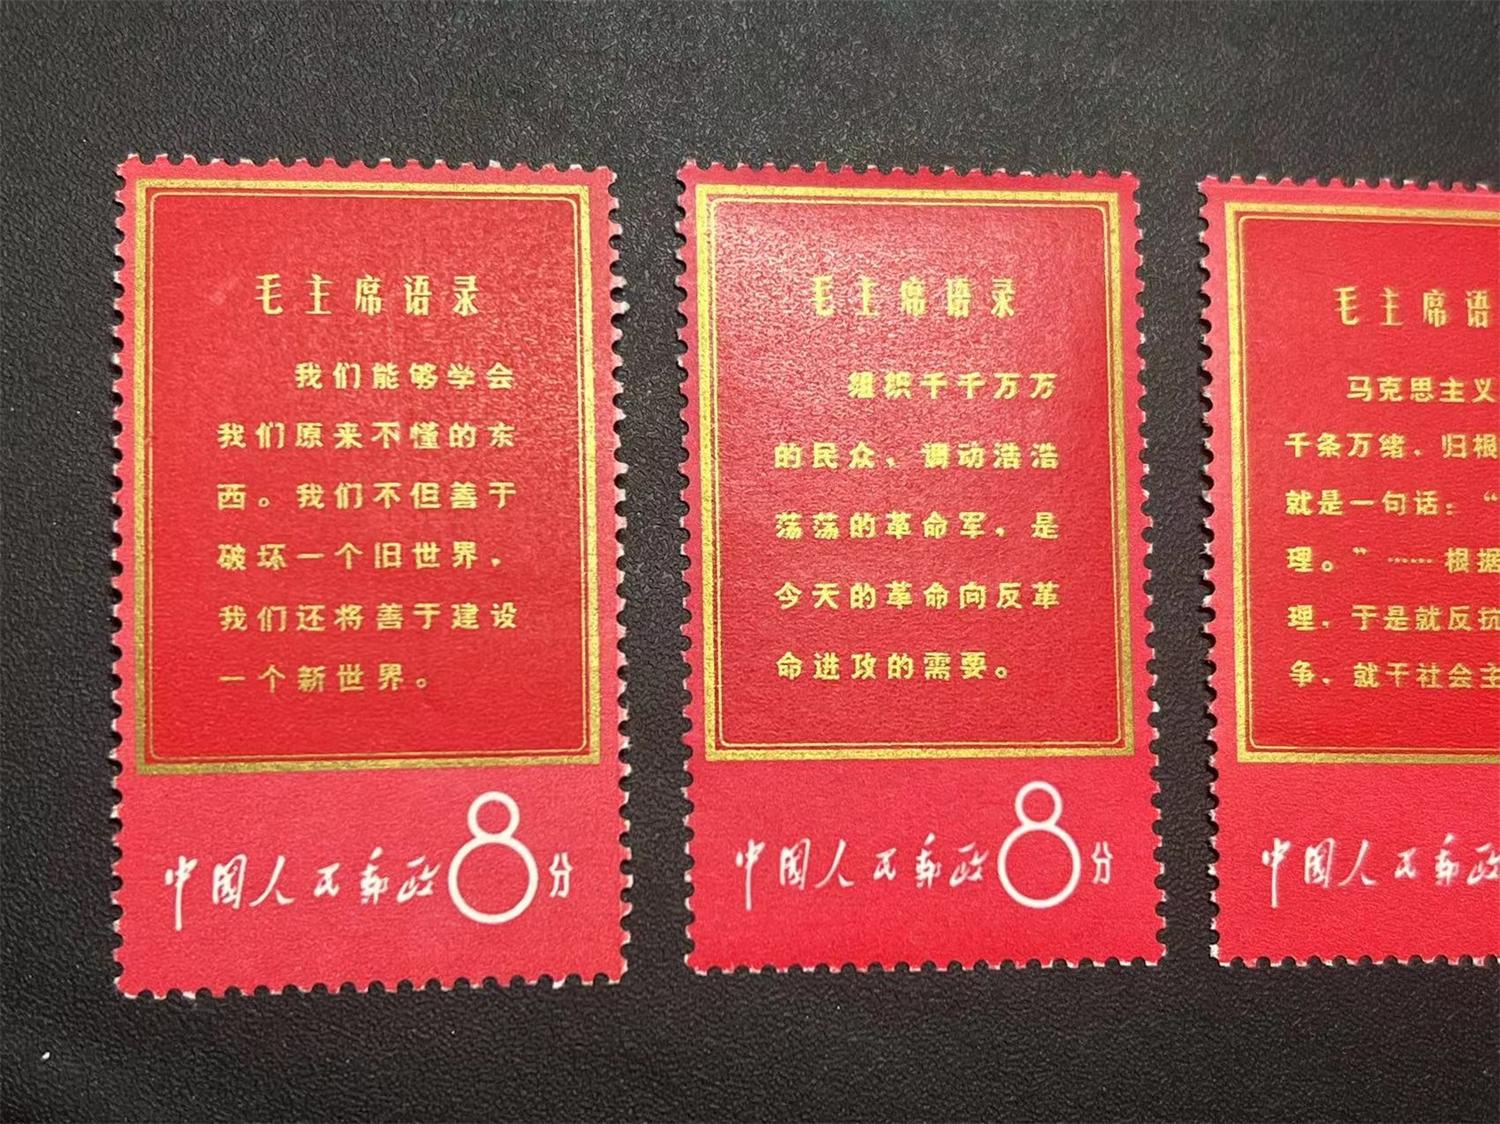 毛主席语录
我们能够学会
我们原来不懂的东
西。我们不但善于
破坏一个旧世界，
我们还将善于建设
一个新世界。
中国人民邮政8分
毛主席语录
组织千千万万
的民众，调动浩浩
荡荡的革命军，是
今天的革命向反革
命进攻的需要。
中国人民邮政8分
毛主席语
马克思主义
千条万绪，归根
就是一句话：“
理。”……根据
理，于是就反抗
争，就干社会主
中国人民邮政